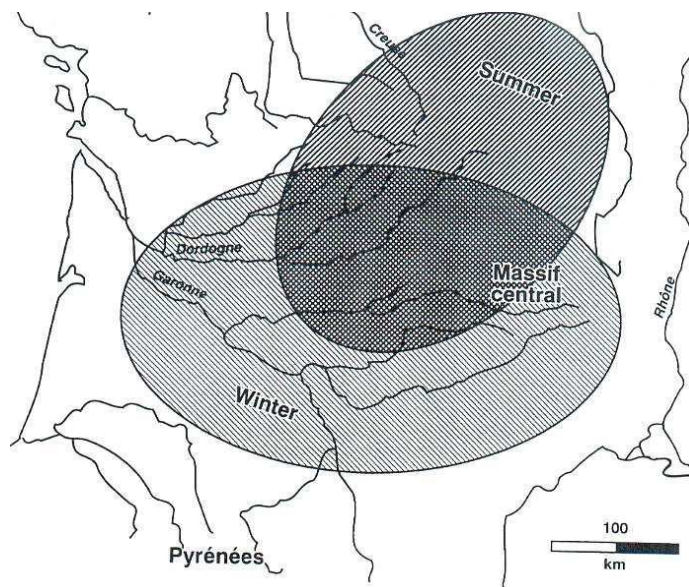 Creuse
Summer
Dordogne
Garonne
Massif
central
Rhône
Winter
Pyrénées
100
km